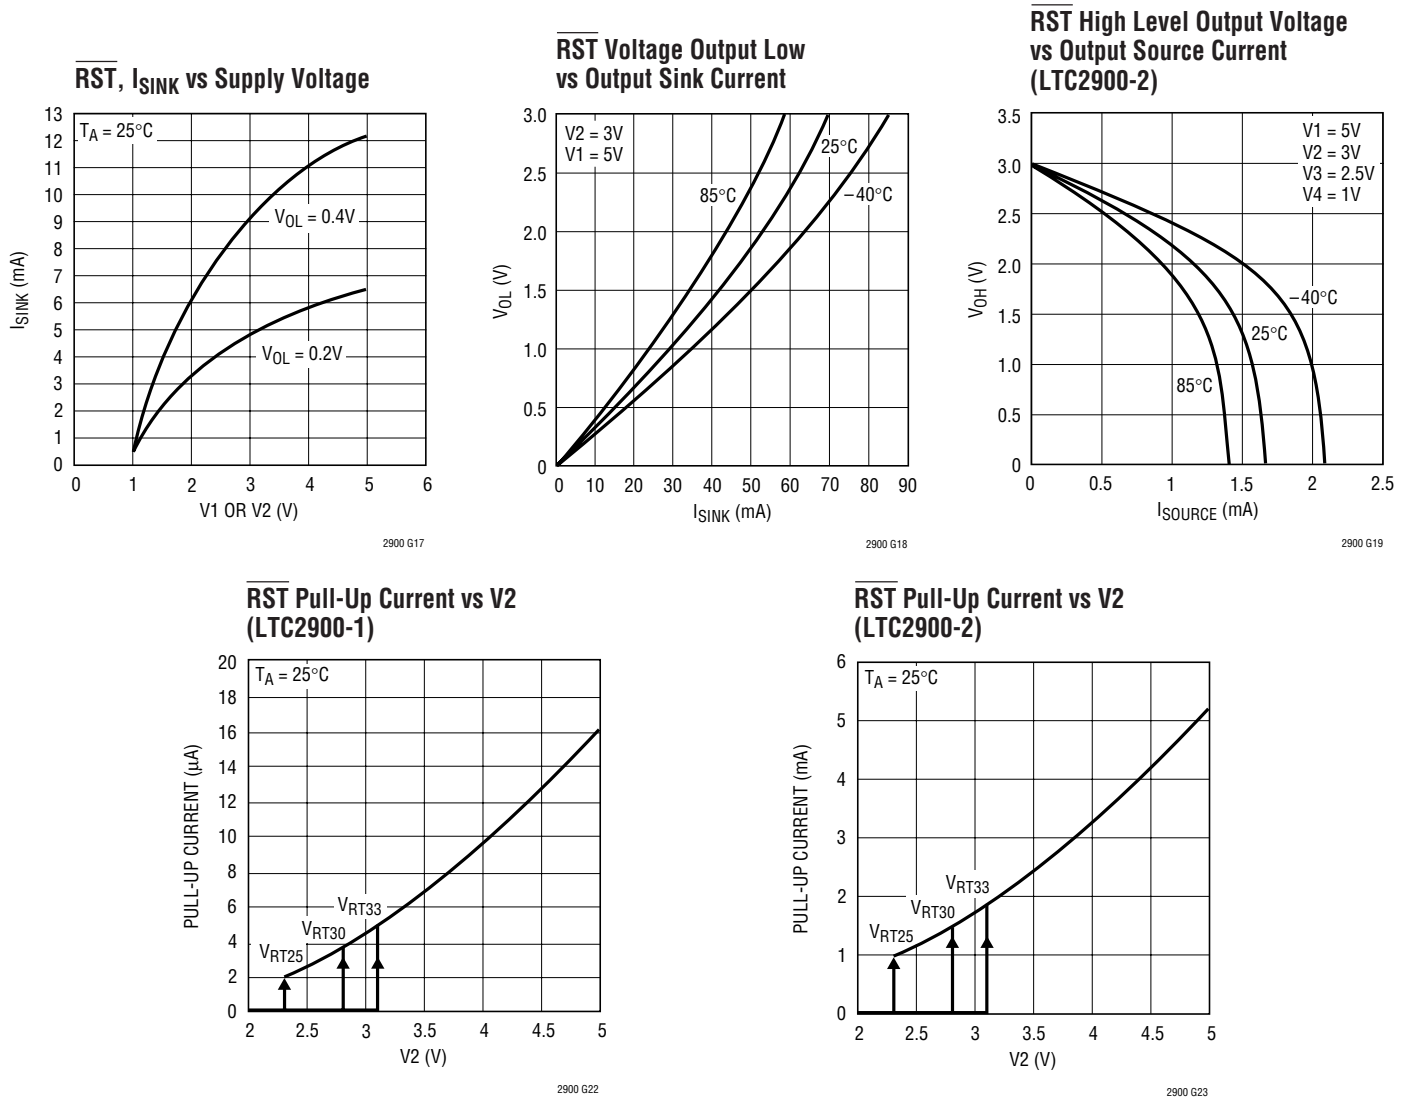 RST, ISINK vs Supply Voltage
13
12
11
10
9
8
7
6
5
4
3
2
1
0
ISINK (mA)
TA = 25°C
VOL = 0.4V
VOL = 0.2V
0 1 2 3 4 5 6
V1 OR V2 (V)
2900 G17
RST Voltage Output Low
vs Output Sink Current
3.0
2.5
2.0
1.5
1.0
0.5
0
VOL (V)
V2 = 3V
V1 = 5V
85°C
25°C
–40°C
0 10 20 30 40 50 60 70 80 90
ISINK (mA)
2900 G18
RST High Level Output Voltage
vs Output Source Current
(LTC2900-2)
3.5
3.0
2.5
2.0
1.5
1.0
0.5
0
VOH (V)
V1 = 5V
V2 = 3V
V3 = 2.5V
V4 = 1V
–40°C
25°C
85°C
0 0.5 1 1.5 2 2.5
ISOURCE (mA)
2900 G19
RST Pull-Up Current vs V2
(LTC2900-1)
20
18
16
14
12
10
8
6
4
2
0
PULL-UP CURRENT (µA)
TA = 25°C
VRT33
VRT30
VRT25
2 2.5 3 3.5 4 4.5 5
V2 (V)
2900 G22
RST Pull-Up Current vs V2
(LTC2900-2)
6
5
4
3
2
1
0
PULL-UP CURRENT (mA)
TA = 25°C
VRT33
VRT30
VRT25
2 2.5 3 3.5 4 4.5 5
V2 (V)
2900 G23